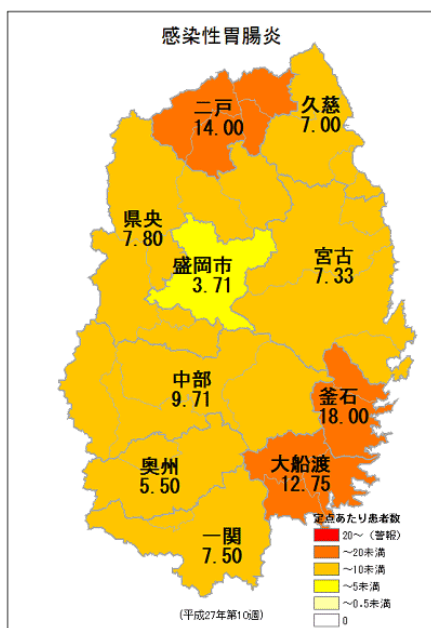 感染性胃腸炎
二戸
14.00
久慈
7.00
県央
7.80
盛岡市
3.71
宮古
7.33
中部
9.71
釜石
18.00
奥州
5.50
大船渡
12.75
一関
7.50
定点あたり患者数
20～（警報）
～20未満
～10未満
～5未満
～0.5未満
0
(平成27年第10週)